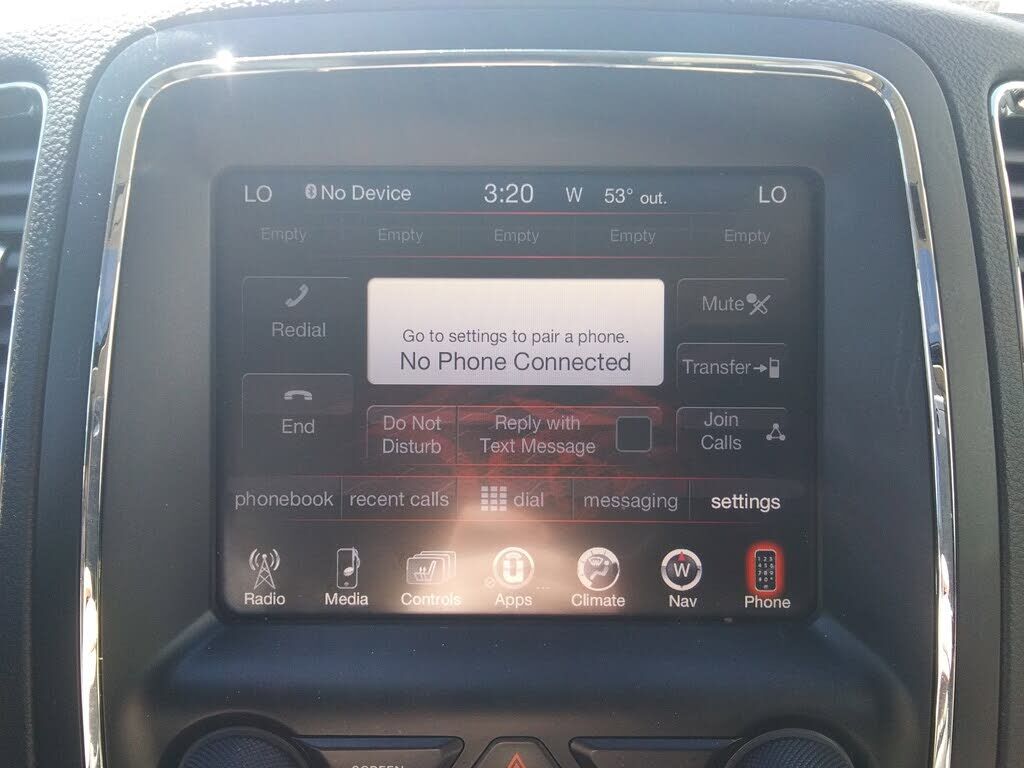 LO No Device 3:20 W 53° out. LO
Empty Empty Empty Empty Empty
Redial
Go to settings to pair a phone.
No Phone Connected
Mute
Transfer
End
Do Not
Disturb
Reply with
Text Message
Join
Calls
phonebook recent calls dial messaging settings
W
Radio Media Controls Apps Climate Nav Phone
SCREEN